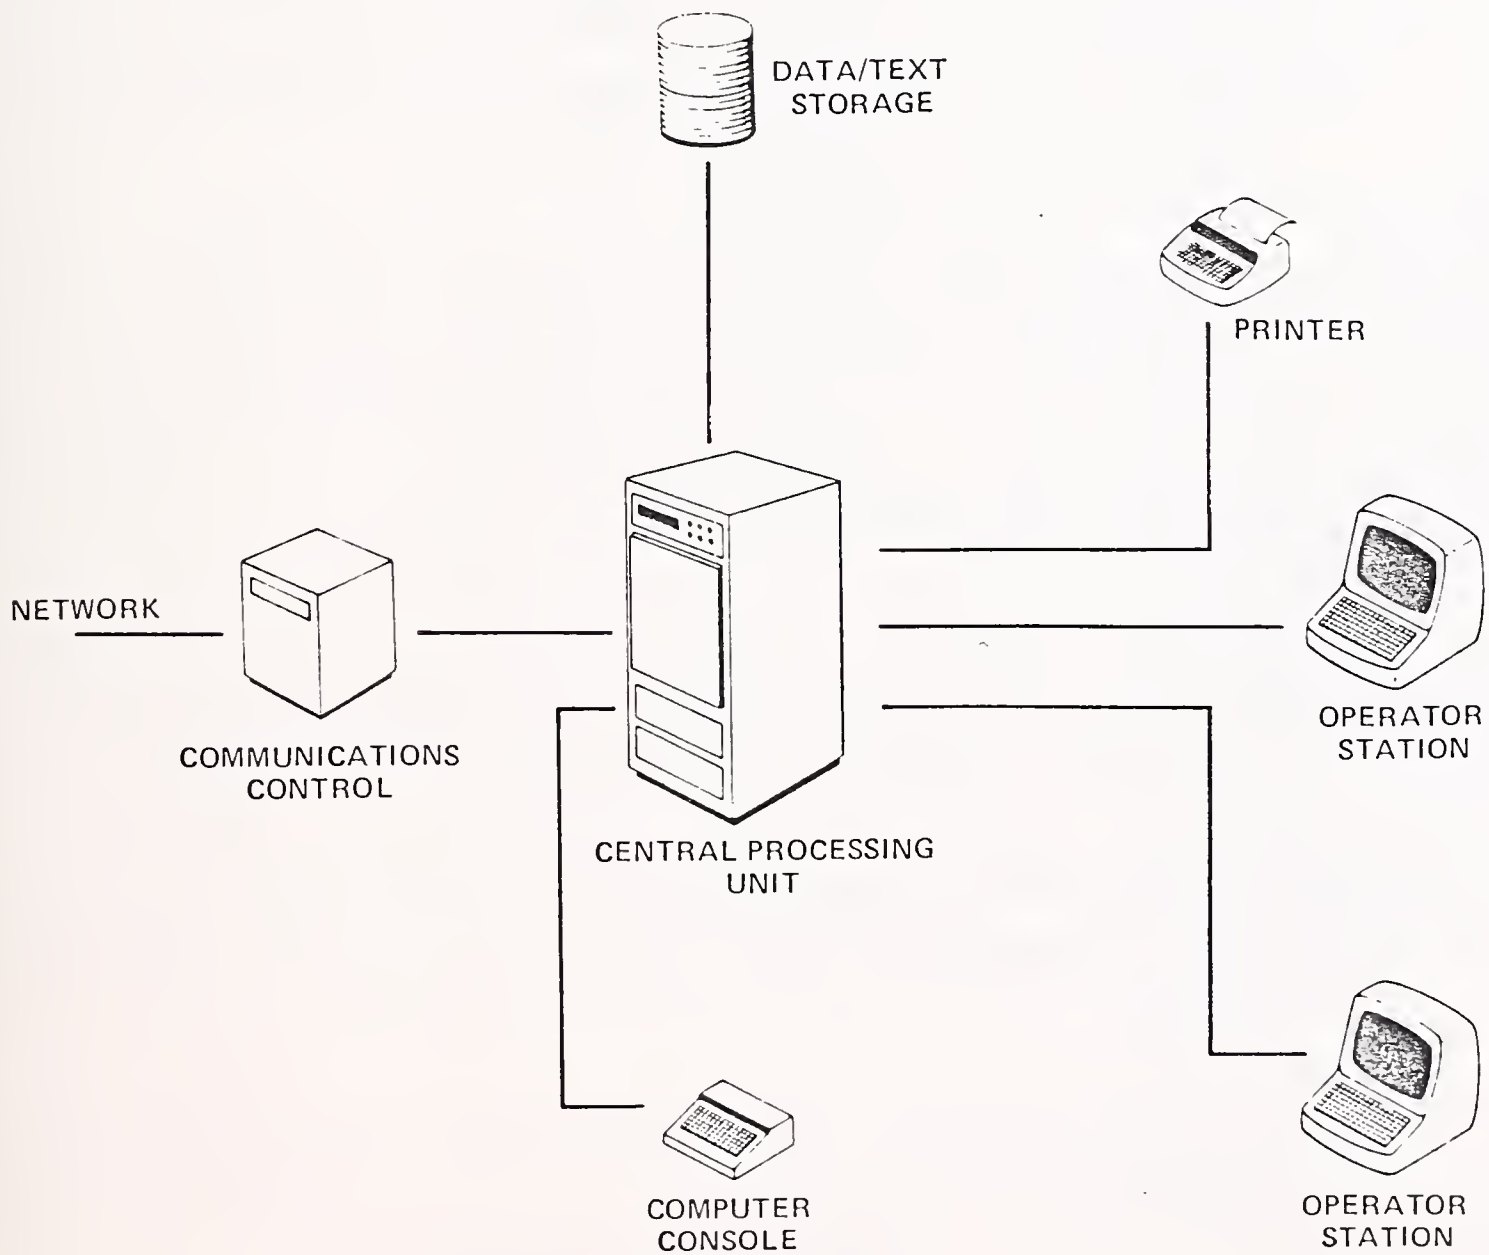 DATA/TEXT
STORAGE
PRINTER
NETWORK
OPERATOR
STATION
COMMUNICATIONS
CONTROL
CENTRAL PROCESSING
UNIT
COMPUTER
CONSOLE
OPERATOR
STATION